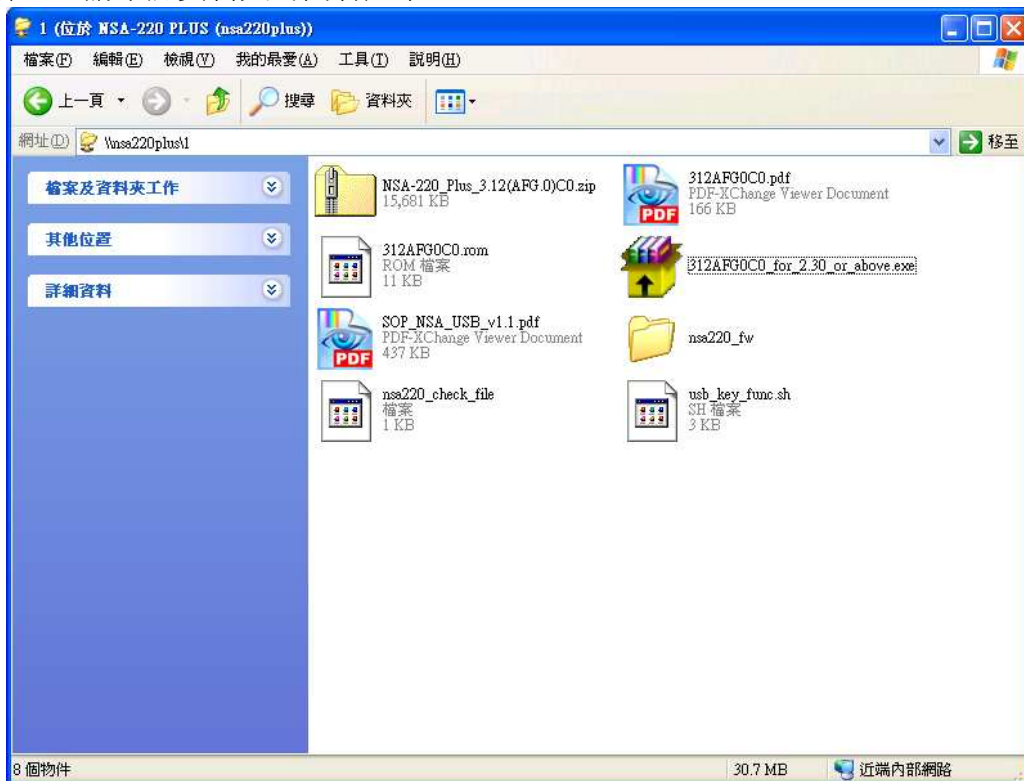 1 (位於 NSA-220 PLUS (nsa220plus))
檔案(F) 編輯(E) 檢視(V) 我的最愛(A) 工具(T) 說明(H)
上一頁 搜尋 資料夾
網址(D) \\nsa220plus\1 移至
檔案及資料夾工作
其他位置
詳細資料
NSA-220_Plus_3.12(AFG.0)C0.zip
15,681 KB
312AFG0C0.pdf
PDF-XChange Viewer Document
166 KB
312AFG0C0.rom
ROM 檔案
11 KB
312AFG0C0_for_2.30_or_above.exe
SOP_NSA_USB_v1.1.pdf
PDF-XChange Viewer Document
437 KB
nsa220_fw
nsa220_check_file
檔案
1 KB
usb_key_func.sh
SH 檔案
3 KB
8 個物件 30.7 MB 近端內部網路